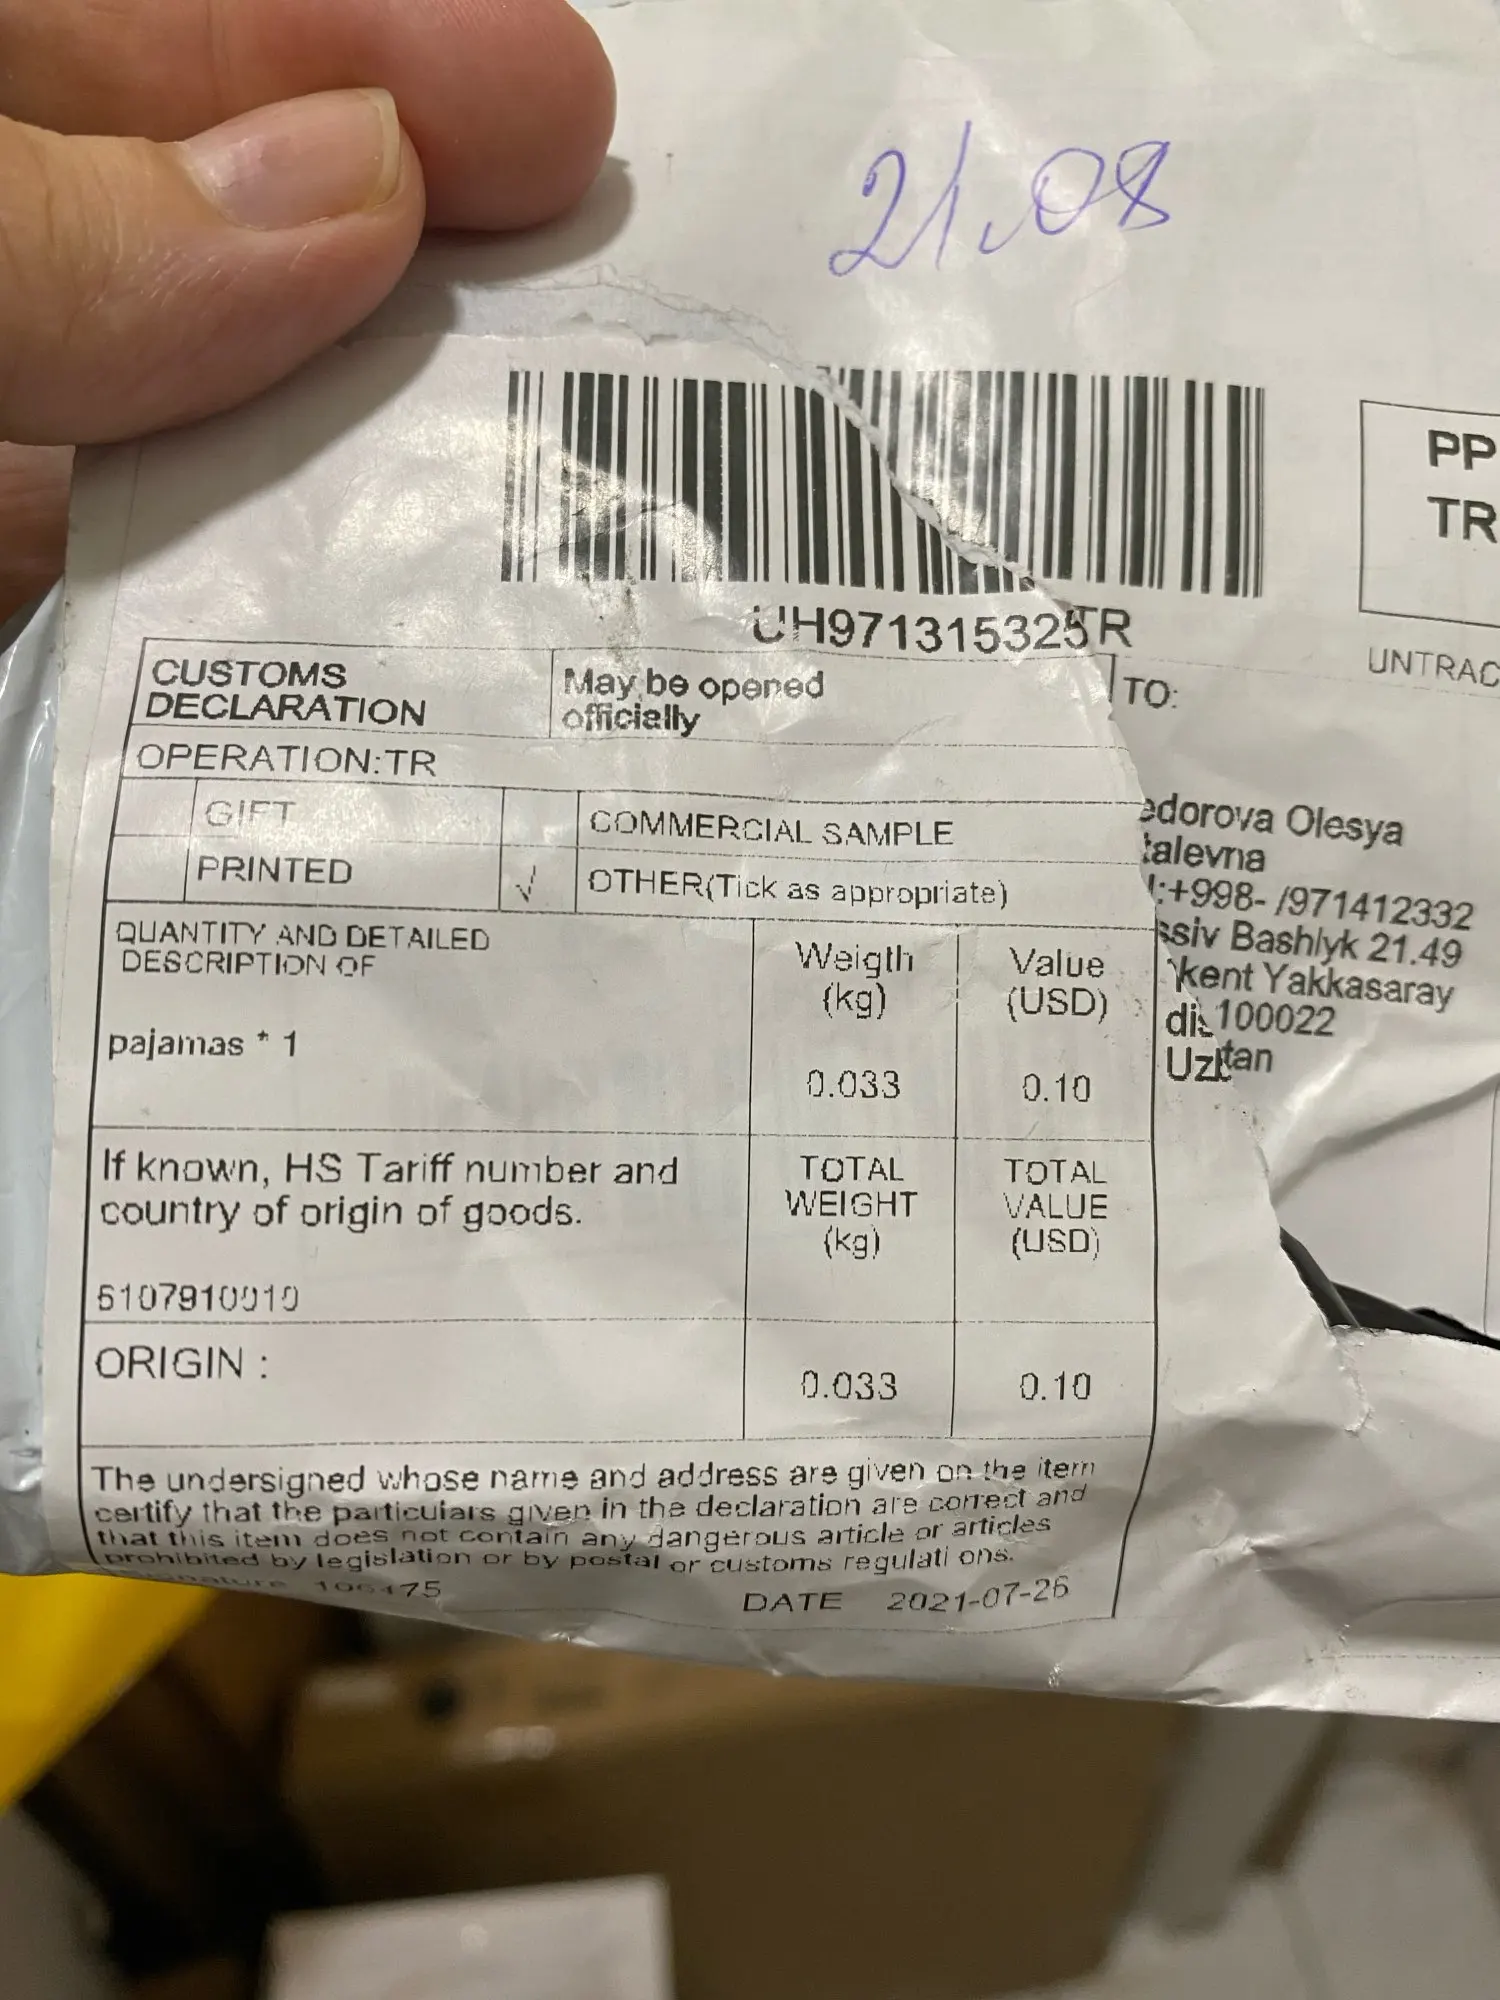 21.08
PP
TR
UH971315325TR
UNTRAC
CUSTOMS
DECLARATION
May be opened
officially
TO:
OPERATION:TR
GIFT
COMMERCIAL SAMPLE
PRINTED
√
OTHER(Tick as appropriate)
edorova Olesya
talevna
l:+998- /971412332
ssiv Bashlyk 21.49
kent Yakkasaray
dis 100022
Uzbtan
QUANTITY AND DETAILED
DESCRIPTION OF
Weigth
(kg)
Value
(USD)
pajamas * 1
0.033
0.10
If known, HS Tariff number and
country of origin of goods.
TOTAL
WEIGHT
(kg)
TOTAL
VALUE
(USD)
6107910010
ORIGIN :
0.033
0.10
The undersigned whose name and address are given on the item
certify that the particulars given in the declaration are correct and
that this item does not contain any dangerous article or articles
prohibited by legislation or by postal or customs regulati ons.
DATE 2021-07-26